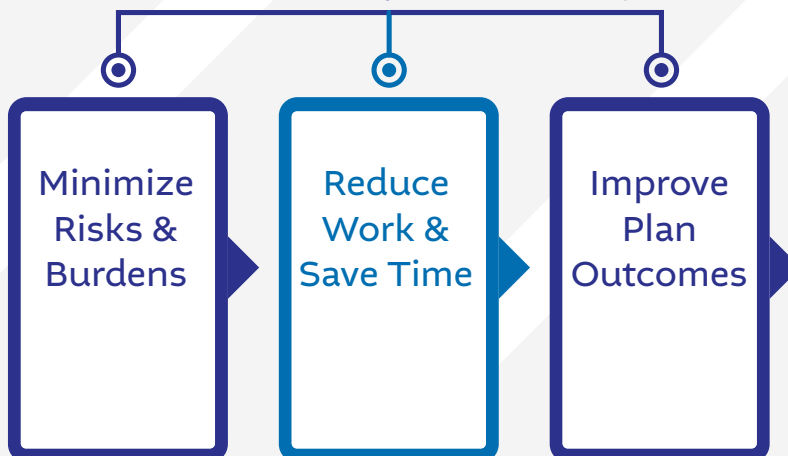 Minimize
Risks &
Burdens
Reduce
Work &
Save Time
Improve
Plan
Outcomes